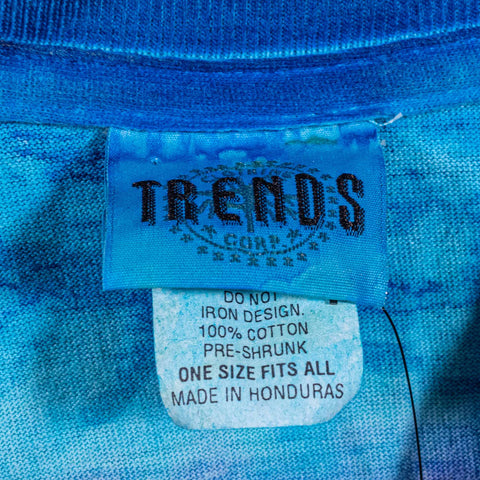 TRENDS
CORP.
DO NOT
IRON DESIGN.
100% COTTON
PRE-SHRUNK
ONE SIZE FITS ALL
MADE IN HONDURAS